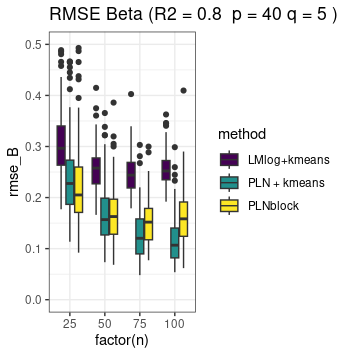 RMSE Beta (R2 = 0.8 p = 40 q = 5 )
0.5
0.4
0.3
0.2
0.1
0.0
rmse_B
25 50 75 100
factor(n)
method
LMlog+kmeans
PLN + kmeans
PLNblock